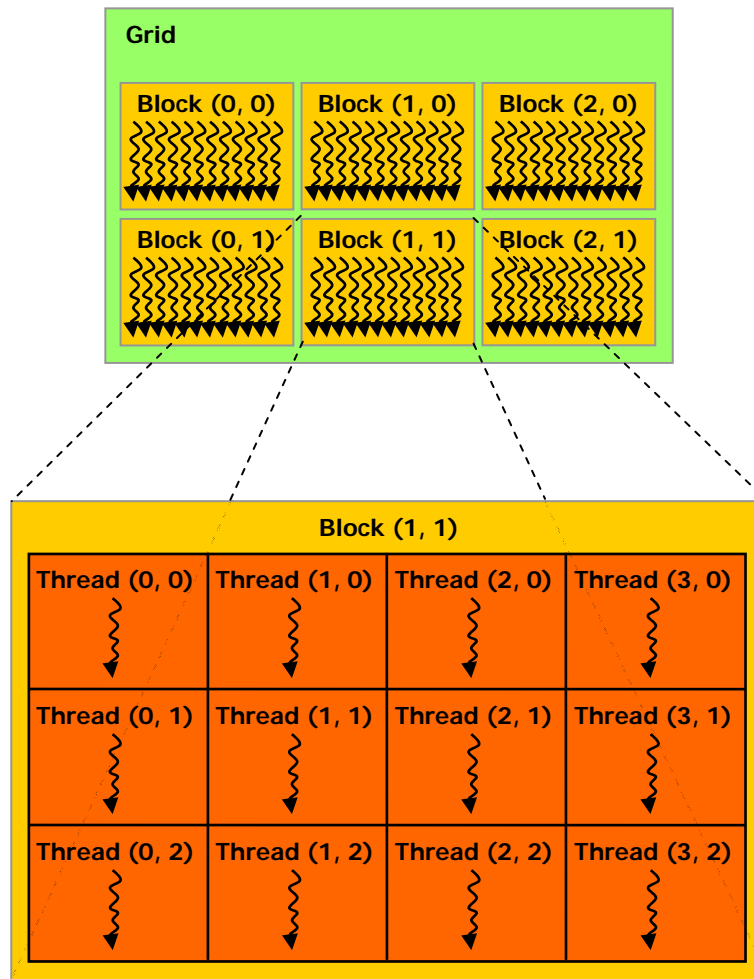 Grid
Block (0, 0) Block (1, 0) Block (2, 0)
Block (0, 1) Block (1, 1) Block (2, 1)
Block (1, 1)
Thread (0, 0) Thread (1, 0) Thread (2, 0) Thread (3, 0)
Thread (0, 1) Thread (1, 1) Thread (2, 1) Thread (3, 1)
Thread (0, 2) Thread (1, 2) Thread (2, 2) Thread (3, 2)